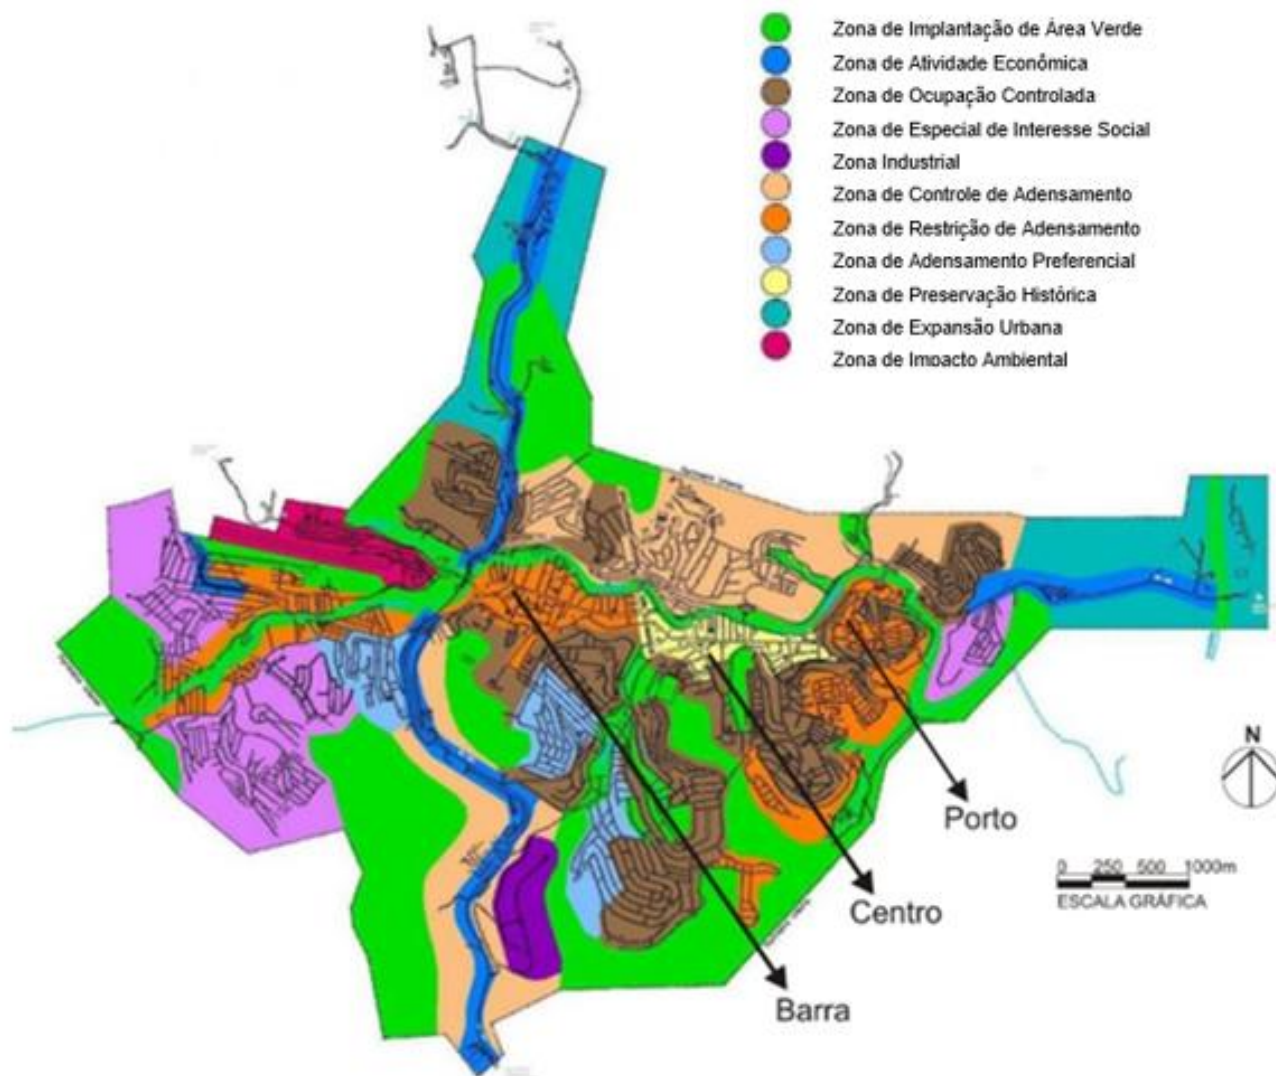 Zona de Implantação de Área Verde
Zona de Atividade Econômica
Zona de Ocupação Controlada
Zona de Especial de Interesse Social
Zona Industrial
Zona de Controle de Adensamento
Zona de Restrição de Adensamento
Zona de Adensamento Preferencial
Zona de Preservação Histórica
Zona de Expansão Urbana
Zona de Impacto Ambiental
N
Porto
0 250 500 1000m
ESCALA GRÁFICA
Centro
Barra